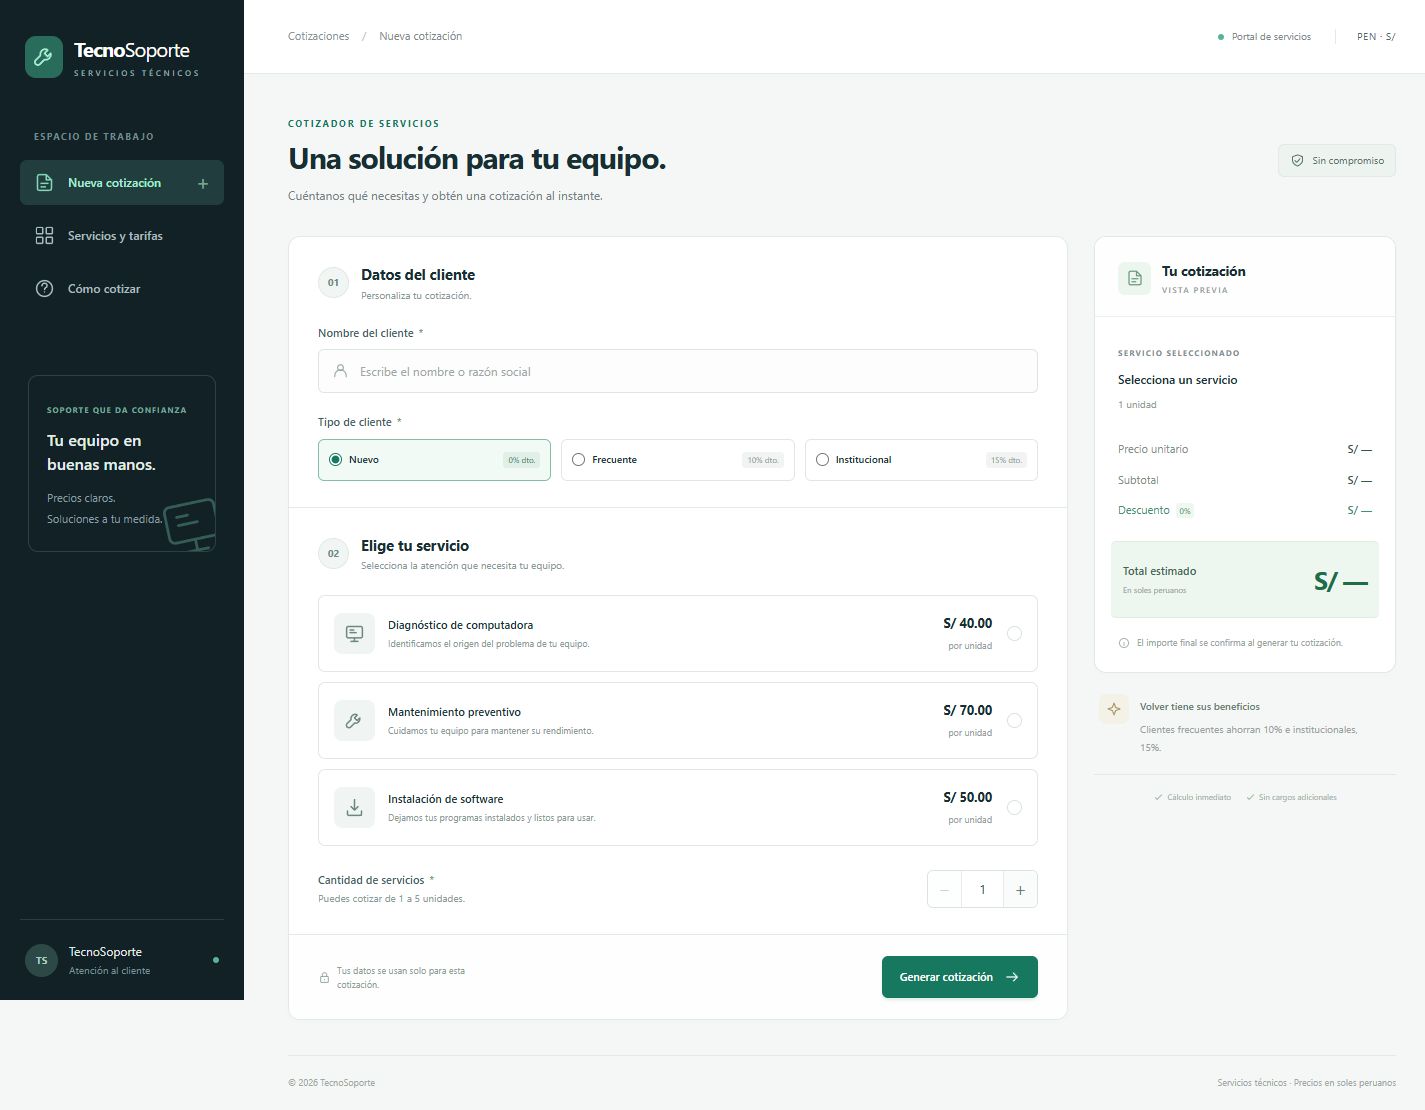 TecnoSoporte
SERVICIOS TÉCNICOS
ESPACIO DE TRABAJO
Nueva cotización +
Servicios y tarifas
Cómo cotizar
SOPORTE QUE DA CONFIANZA
Tu equipo en
buenas manos.
Precios claros.
Soluciones a tu medida.
TS
TecnoSoporte
Atención al cliente
Cotizaciones / Nueva cotización
Portal de servicios
PEN · S/
COTIZADOR DE SERVICIOS
Una solución para tu equipo.
Cuéntanos qué necesitas y obtén una cotización al instante.
Sin compromiso
01
Datos del cliente
Personaliza tu cotización.
Nombre del cliente *
Escribe el nombre o razón social
Tipo de cliente *
Nuevo 0% dto.
Frecuente 10% dto.
Institucional 15% dto.
02
Elige tu servicio
Selecciona la atención que necesita tu equipo.
Diagnóstico de computadora
Identificamos el origen del problema de tu equipo.
S/ 40.00
por unidad
Mantenimiento preventivo
Cuidamos tu equipo para mantener su rendimiento.
S/ 70.00
por unidad
Instalación de software
Dejamos tus programas instalados y listos para usar.
S/ 50.00
por unidad
Cantidad de servicios *
Puedes cotizar de 1 a 5 unidades.
− 1 +
Tus datos se usan solo para esta
cotización.
Generar cotización →
Tu cotización
VISTA PREVIA
SERVICIO SELECCIONADO
Selecciona un servicio
1 unidad
Precio unitario S/ —
Subtotal S/ —
Descuento 0% S/ —
Total estimado
En soles peruanos
S/ —
El importe final se confirma al generar tu cotización.
Volver tiene sus beneficios
Clientes frecuentes ahorran 10% e institucionales,
15%.
Cálculo inmediato
Sin cargos adicionales
© 2026 TecnoSoporte
Servicios técnicos · Precios en soles peruanos